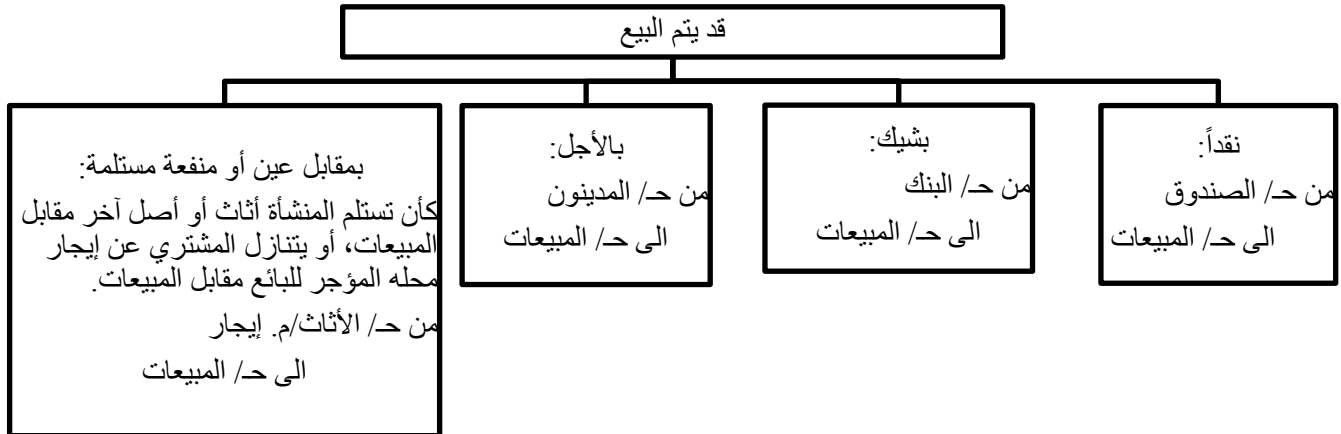 قد يتم البيع
نقداً:
من حـ/ الصندوق
الى حـ/ المبيعات
بشيك:
من حـ/ البنك
الى حـ/ المبيعات
بالأجل:
من حـ/ المدينون
الى حـ/ المبيعات
بمقابل عين أو منفعة مستلمة:
كأن تستلم المنشأة أثاث أو أصل آخر مقابل
المبيعات، أو يتنازل المشتري عن إيجار
محله المؤجر للبائع مقابل المبيعات.
من حـ/ الأثاث/م. إيجار
الى حـ/ المبيعات